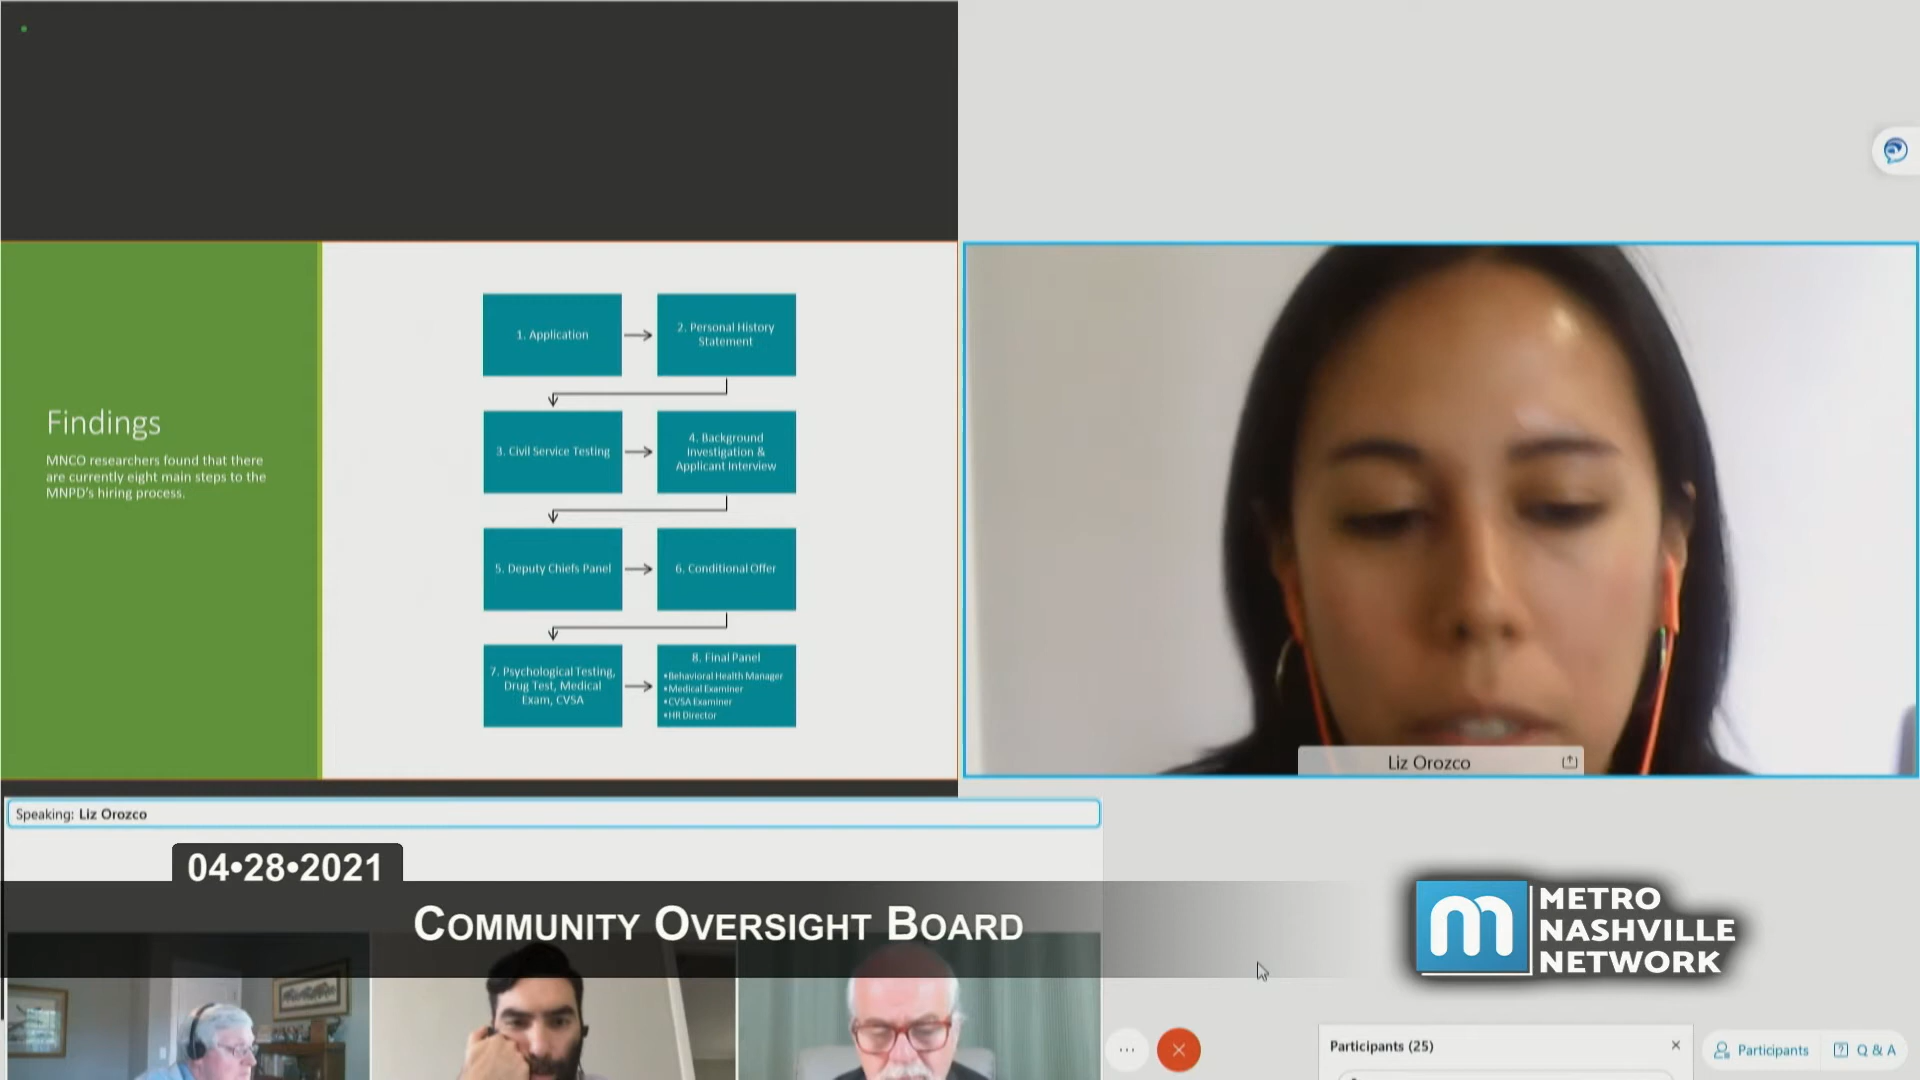 Findings
MNCO researchers found that there
are currently eight main steps to the
MNPD's hiring process.
1. Application
2. Personal History
Statement
3. Civil Service Testing
4. Background
Investigation &
Applicant Interview
5. Deputy Chiefs Panel
6. Conditional Offer
7. Psychological Testing,
Drug Test, Medical
Exam, CVSA
8. Final Panel
•Behavioral Health Manager
•Medical Examiner
•CVSA Examiner
•HR Director
Liz Orozco
Speaking: Liz Orozco
04•28•2021
COMMUNITY OVERSIGHT BOARD
m METRO
NASHVILLE
NETWORK
Participants (25)
Participants
Q & A